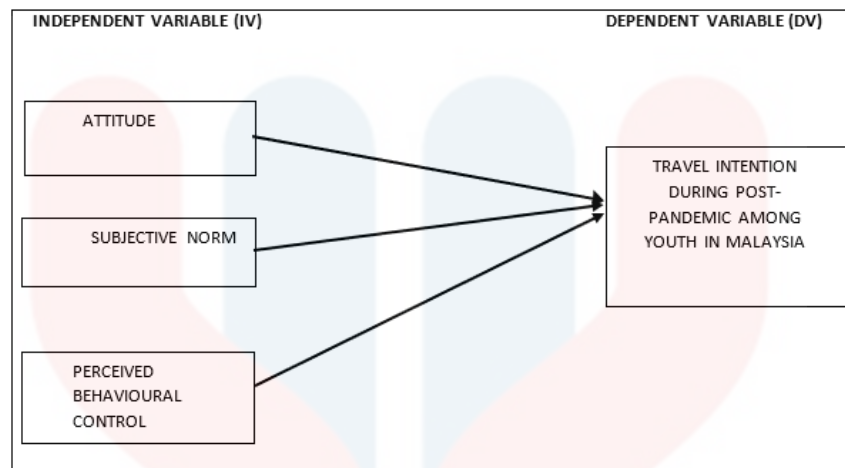 INDEPENDENT VARIABLE (IV)
DEPENDENT VARIABLE (DV)
ATTITUDE
SUBJECTIVE NORM
PERCEIVED
BEHAVIOURAL
CONTROL
TRAVEL INTENTION
DURING POST-
PANDEMIC AMONG
YOUTH IN MALAYSIA